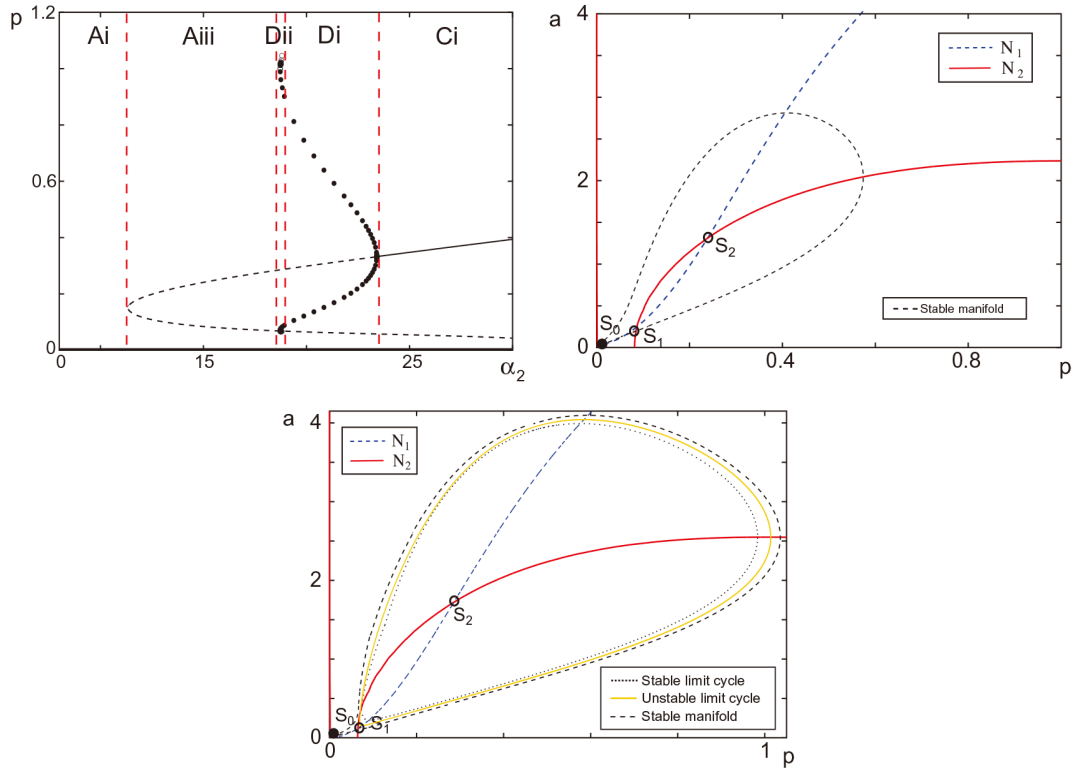 p
1.2
Ai
Aiii
Dii
Di
Ci
0.6
0
0
15
25
α₂
a
4
N₁
N₂
2
S₂
S₀
S₁
Stable manifold
0
0
0.4
0.8
p
a
4
N₁
N₂
2
S₂
S₀
S₁
Stable limit cycle
Unstable limit cycle
Stable manifold
0
0
1
p